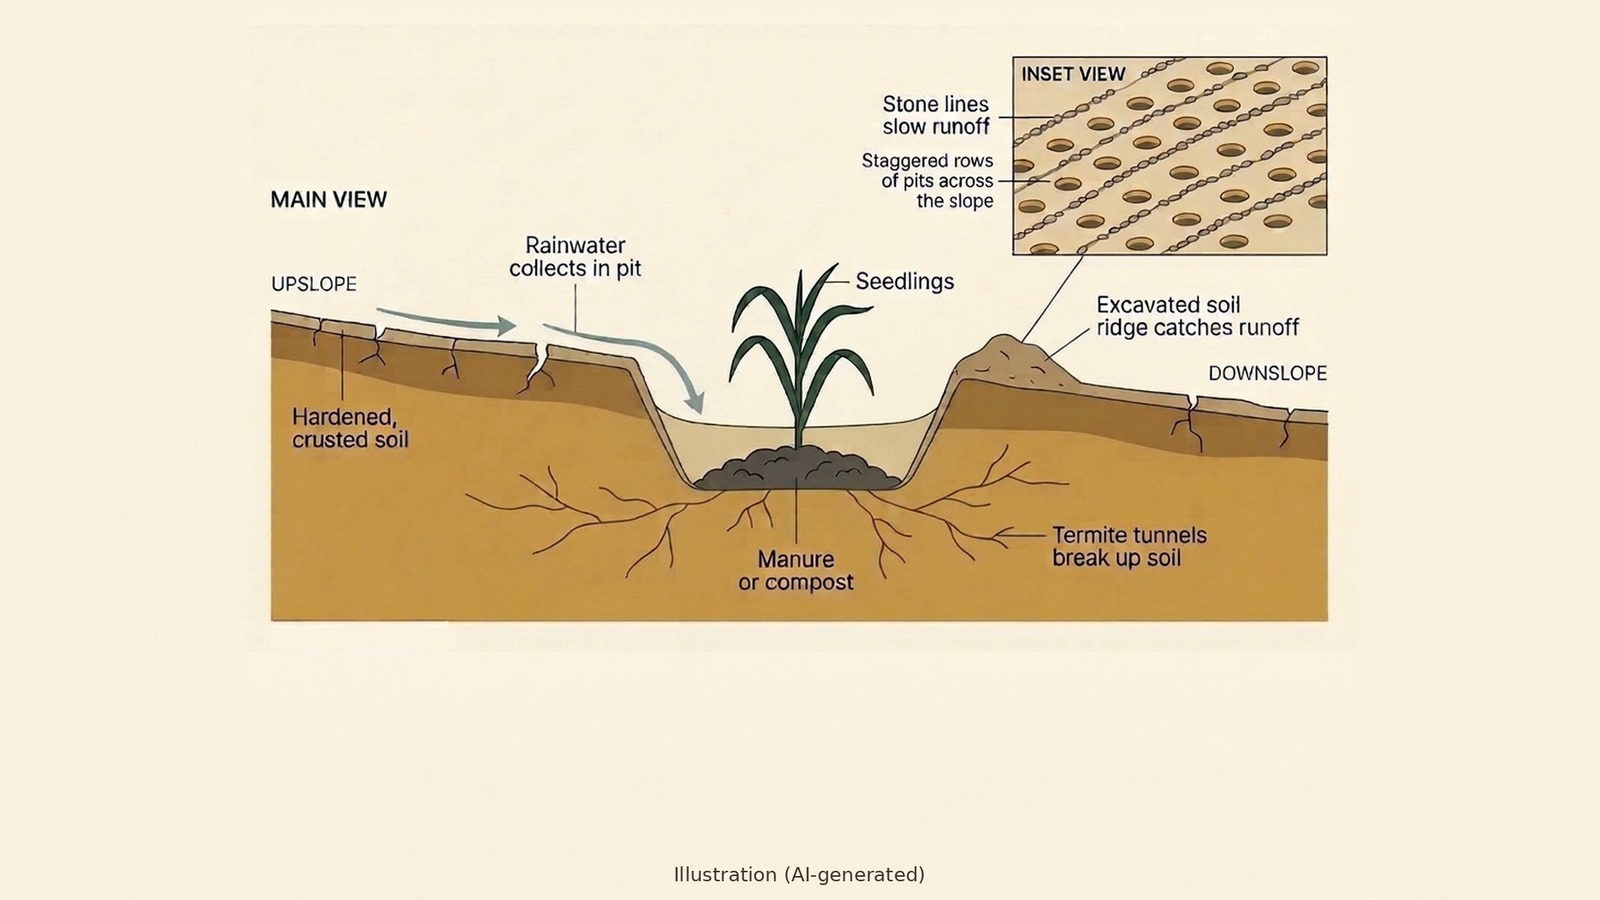 INSET VIEW
Stone lines
slow runoff
Staggered rows
of pits across
the slope
MAIN VIEW
Rainwater
collects in pit
UPSLOPE
Seedlings
Excavated soil
ridge catches runoff
DOWNSLOPE
Hardened,
crusted soil
Termite tunnels
break up soil
Manure
or compost
Illustration (AI-generated)